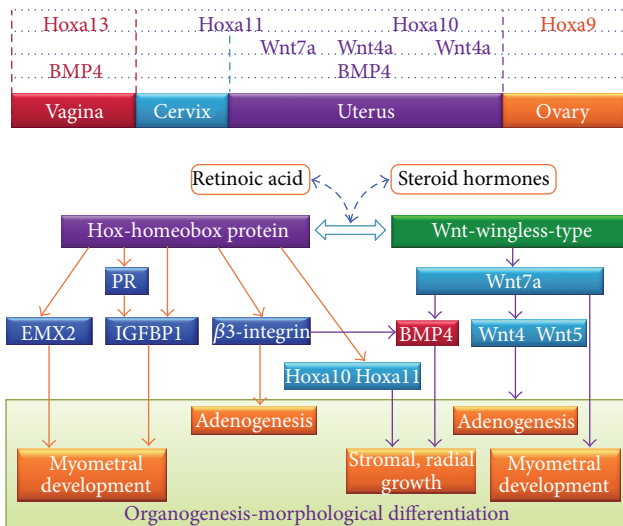 Hoxa13 Hoxa11 Hoxa10 Hoxa9
Wnt7a Wnt4a Wnt4a
BMP4 BMP4
Vagina Cervix Uterus Ovary
Retinoic acid Steroid hormones
Hox-homeobox protein Wnt-wingless-type
PR Wnt7a
EMX2 IGFBP1 β3-integrin BMP4 Wnt4 Wnt5
Hoxa10 Hoxa11
Adenogenesis Adenogenesis
Myometral
development
Stromal, radial
growth
Myometral
development
Organogenesis-morphological differentiation